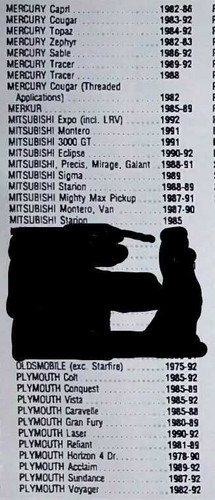 MERCURY Capri 1982-86
MERCURY Cougar 1983-92
MERCURY Topaz 1984-92
MERCURY Zephyr 1982-83
MERCURY Sable 1986-92
MERCURY Tracer 1989-92
MERCURY Tracer 1988
MERCURY Cougar (Threaded
Applications) 1982
MERKUR 1985-89
MITSUBISHI Expo (incl. LRV) 1992
MITSUBISHI Montero 1991
MITSUBISHI 3000 GT 1991
MITSUBISHI Eclipse 1990-92
MITSUBISHI, Precis, Mirage, Galant 1988-91
MITSUBISHI Sigma 1989
MITSUBISHI Starion 1988-89
MITSUBISHI Mighty Max Pickup 1987-91
MITSUBISHI Montero, Van 1987-90
MITSUBISHI Starion 1985
OLDSMOBILE (exc. Starfire) 1975-92
PLYMOUTH Colt 1985-92
PLYMOUTH Conquest 1985-89
PLYMOUTH Vista 1985-92
PLYMOUTH Caravelle 1985-88
PLYMOUTH Gran Fury 1980-89
PLYMOUTH Laser 1990-92
PLYMOUTH Reliant 1981-89
PLYMOUTH Horizon 4 Dr. 1978-90
PLYMOUTH Acclaim 1989-92
PLYMOUTH Sundance 1987-92
PLYMOUTH Voyager 1982-92